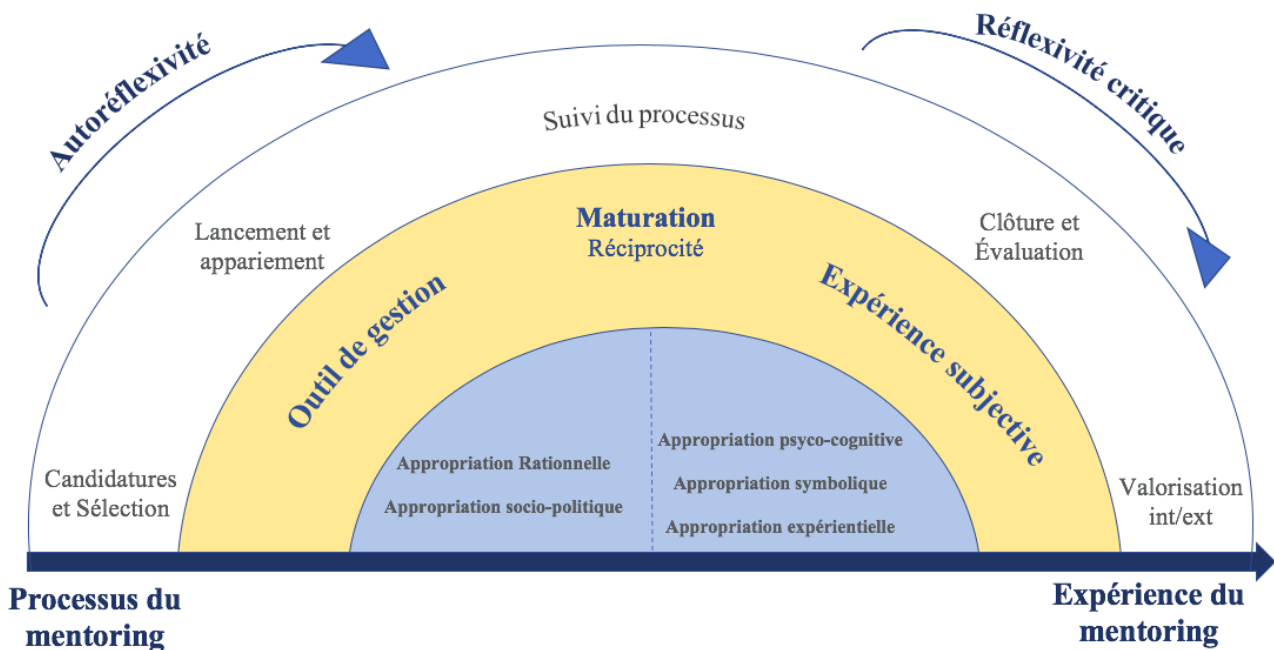 Autoréflexivité
Réflexivité critique
Suivi du processus
Lancement et
appariement
Maturation
Réciprocité
Clôture et
Évaluation
Outil de gestion
Expérience subjective
Candidatures
et Sélection
Appropriation Rationnelle
Appropriation socio-politique
Appropriation psyco-cognitive
Appropriation symbolique
Appropriation expérientielle
Valorisation
int/ext
Processus du
mentoring
Expérience du
mentoring